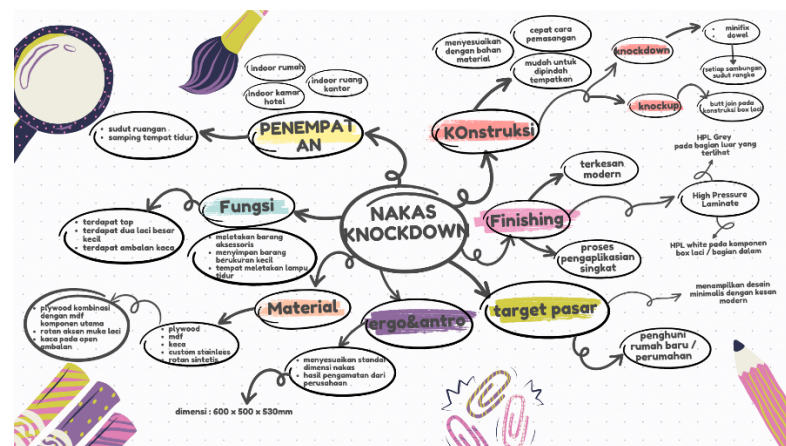 NAKAS
KNOCKDOWN
PENEMPAT
AN
indoor rumah
indoor ruang
kantor
indoor kamar
hotel
sudut ruangan
samping tempat tidur
KOnstruksi
menyesuaikan
dengan bahan
material
cepat cara
pemasangan
mudah untuk
dipindah
tempatkan
knockdown
minifix
dowel
setiap sambungan
sudut rangka
knockup
butt join pada
konstruksi box laci
Fungsi
terdapat top
terdapat dua laci besar
kecil
terdapat ambalan kaca
meletakan barang
aksessoris
menyimpan barang
berukuran kecil
tempat meletakan lampu
tidur
Finishing
terkesan
modern
proses
pengaplikasian
singkat
High Pressure
Laminate
HPL Grey
pada bagian luar yang
terlihat
HPL white pada komponen
box laci / bagian dalam
Material
plywood
mdf
kaca
custom stainless
rotan sintetis
plywood kombinasi
dengan mdf
komponen utama
rotan aksen muka laci
kaca pada open
ambalan
ergo&antro
menyesuaikan standar
dimensi nakas
hasil pengamatan dari
perusahaan
dimensi : 600 x 500 x 530mm
target pasar
menampilkan desain
minimalis dengan kesan
modern
penghuni
rumah baru /
perumahan